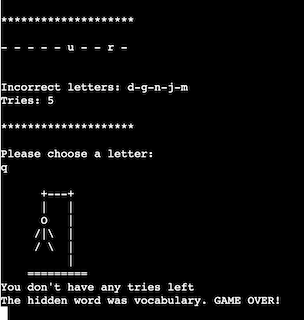 ********************
- - - - - u - - r -
Incorrect letters: d-g-n-j-m
Tries: 5
********************
Please choose a letter:
q
+---+
|   |
O   |
/|\  |
/ \  |
|
=========
You don't have any tries left
The hidden word was vocabulary. GAME OVER!